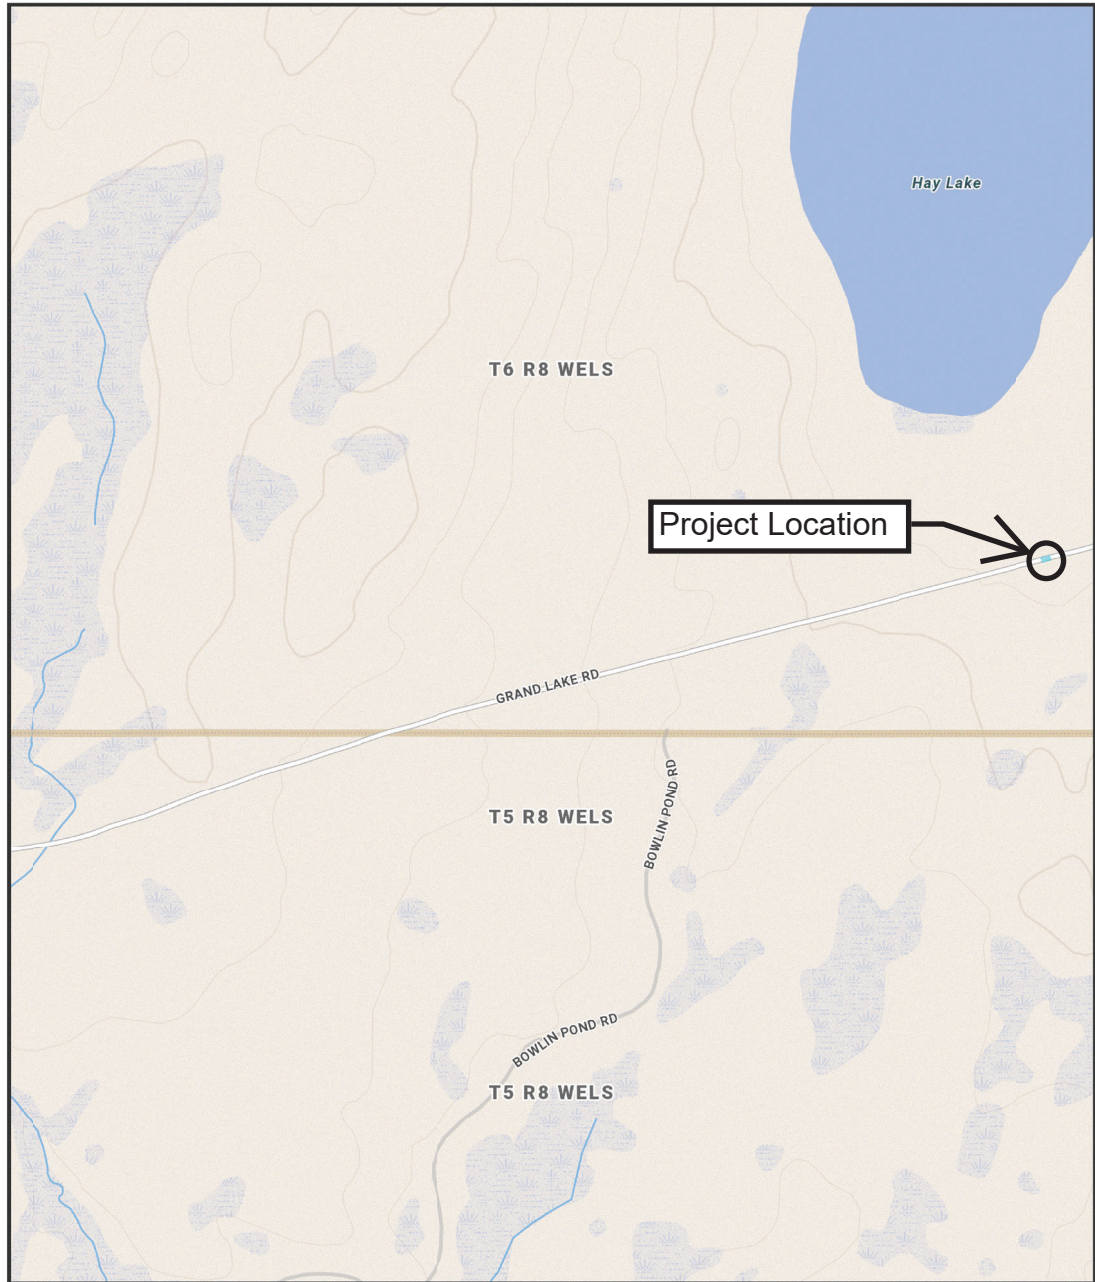 Hay Lake
T6 R8 WELS
Project Location
GRAND LAKE RD
BOWLIN POND RD
T5 R8 WELS
BOWLIN POND RD
T5 R8 WELS